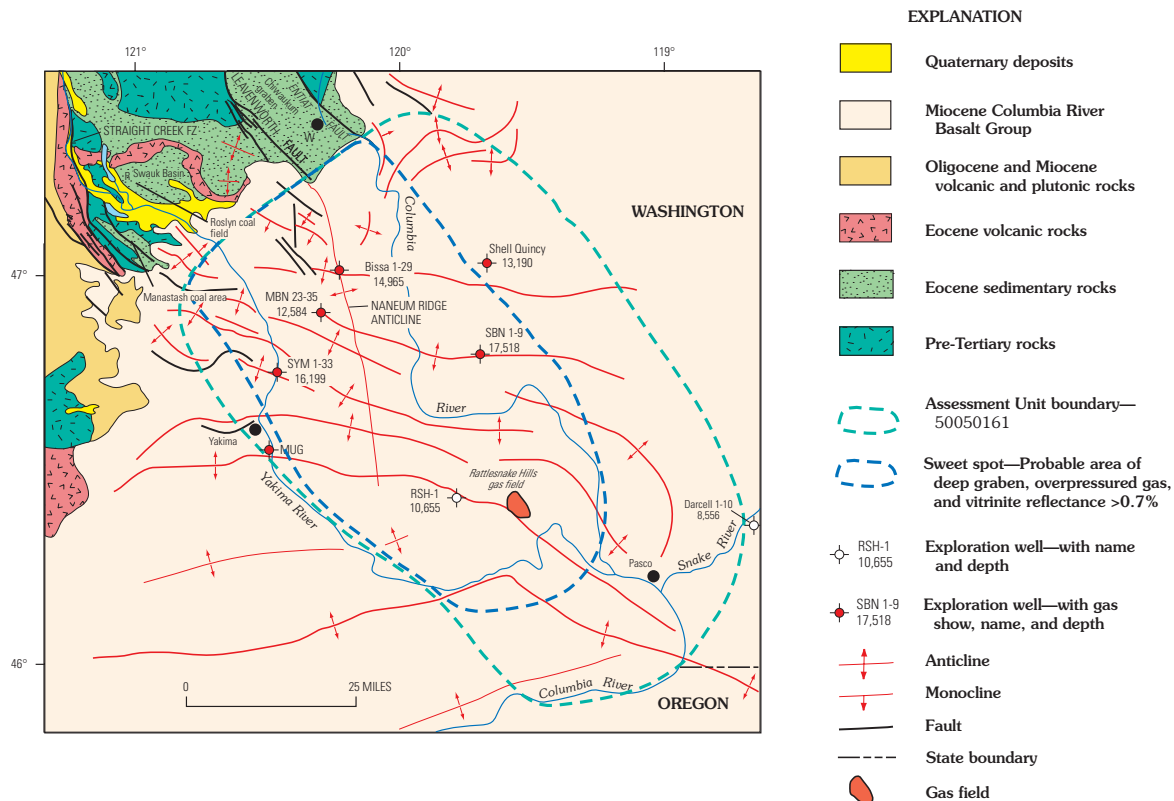 121°
120°
119°
STRAIGHT CREEK FZ
Swauk Basin
LEAVENWORTH
FAULT
Chiwaukum
graben
ENTIAT
FAULT
W
Roslyn coal
field
Manastash coal area
WASHINGTON
Columbia
Shell Quincy
13,190
47°
Bissa 1-29
14,965
MBN 23-35
12,584
NANEUM RIDGE
ANTICLINE
SBN 1-9
17,518
SYM 1-33
16,199
River
Yakima
MUG
Yakima River
RSH-1
10,655
Rattlesnake Hills
gas field
Darcell 1-10
8,556
Snake River
Pasco
46°
0
25 MILES
Columbia River
OREGON
EXPLANATION
Quaternary deposits
Miocene Columbia River
Basalt Group
Oligocene and Miocene
volcanic and plutonic rocks
Eocene volcanic rocks
Eocene sedimentary rocks
Pre-Tertiary rocks
Assessment Unit boundary—
50050161
Sweet spot—Probable area of
deep graben, overpressured gas,
and vitrinite reflectance >0.7%
RSH-1
10,655
Exploration well—with name
and depth
SBN 1-9
17,518
Exploration well—with gas
show, name, and depth
Anticline
Monocline
Fault
State boundary
Gas field